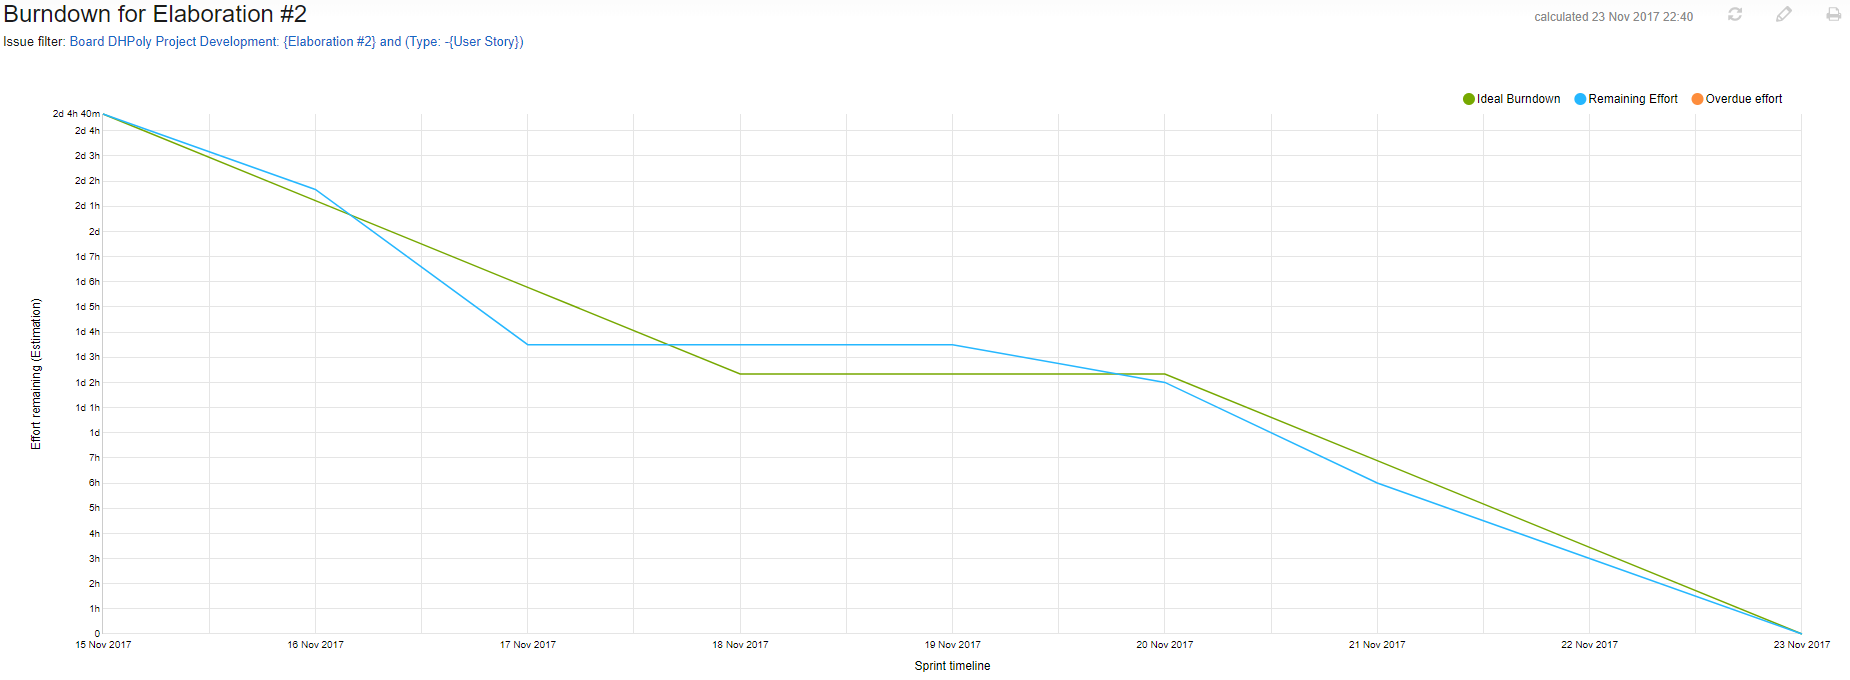 Burndown for Elaboration #2
calculated 23 Nov 2017 22:40
Issue filter: Board DHPoly Project Development: {Elaboration #2} and (Type: -{User Story})
Ideal Burndown
Remaining Effort
Overdue effort
2d 4h 40m
2d 4h
2d 3h
2d 2h
2d 1h
2d
1d 7h
1d 6h
1d 5h
1d 4h
1d 3h
1d 2h
1d 1h
1d
7h
6h
5h
4h
3h
2h
1h
0
Effort remaining (Estimation)
15 Nov 2017
16 Nov 2017
17 Nov 2017
18 Nov 2017
19 Nov 2017
20 Nov 2017
21 Nov 2017
22 Nov 2017
23 Nov 2017
Sprint timeline